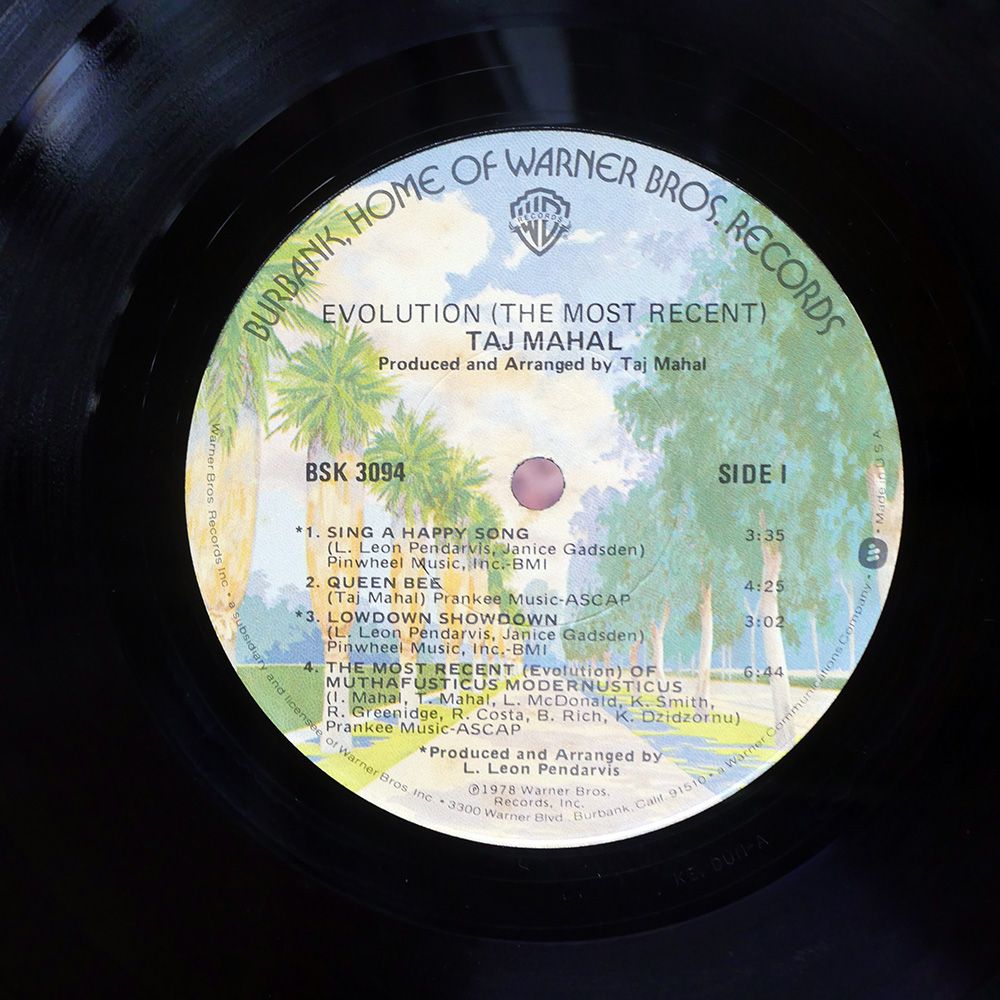 BURBANK, HOME OF WARNER BROS. RECORDS
W B
RECORDS
EVOLUTION (THE MOST RECENT)
TAJ MAHAL
Produced and Arranged by Taj Mahal
BSK 3094
SIDE I
*1. SING A HAPPY SONG 3:35
(L. Leon Pendarvis, Janice Gadsden)
Pinwheel Music, Inc.-BMI
2. QUEEN BEE 4:25
(Taj Mahal) Prankee Music-ASCAP
*3. LOWDOWN SHOWDOWN 3:02
(L. Leon Pendarvis, Janice Gadsden)
Pinwheel Music, Inc.-BMI
4. THE MOST RECENT (Evolution) OF 6:44
MUTHAFUSTICUS MODERNUSTICUS
(I. Mahal, T. Mahal, L. McDonald, K. Smith,
R. Greenidge, R. Costa, B. Rich, K. Dzidzornu)
Prankee Music-ASCAP
*Produced and Arranged by
L. Leon Pendarvis
℗1978 Warner Bros.
Records, Inc.
Warner Bros. Records Inc. • a subsidiary and licensee of Warner Bros. Inc. • 3300 Warner Blvd., Burbank, Calif. 91510 • a Warner Communications Company • Made in U.S.A.